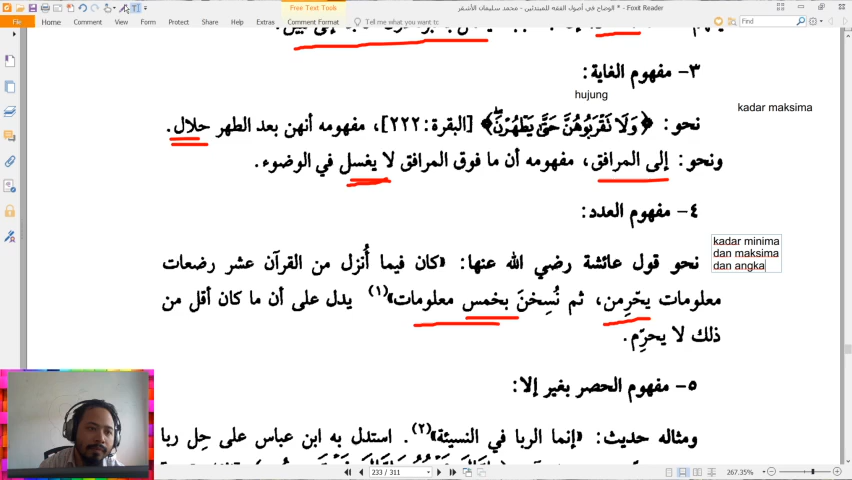 Free Text Tools
* الوضاح في أصول الفقه للمبتدئين - محمد سليمان الأشقر - Foxit Reader
File Home Comment View Form Protect Share Help Extras Comment Format Tell me what you want to Find
٣- مفهوم الغاية:
hujung
kadar maksima
نحو: ﴿وَلَا تَقْرَبُوهُنَّ حَتَّىٰ يَطْهُرْنَ﴾ [البقرة: ٢٢٢]، مفهومه أنهن بعد الطهر حلال.
ونحو: إلى المرافق، مفهومه أن ما فوق المرافق لا يغسل في الوضوء.
٤- مفهوم العدد:
kadar minima
dan maksima
dan angka
نحو قول عائشة رضي الله عنها: «كان فيما أُنزل من القرآن عشر رضعات
معلومات يحّرِمن، ثم نُسِخنَ بخمس معلومات»(١) يدل على أن ما كان أقل من
ذلك لا يحرِّم.
٥- مفهوم الحصر بغير إلا:
ومثاله حديث: «إنما الربا في النسيئة»(٢). استدل به ابن عباس على حِل ربا
233 / 311
267.35%